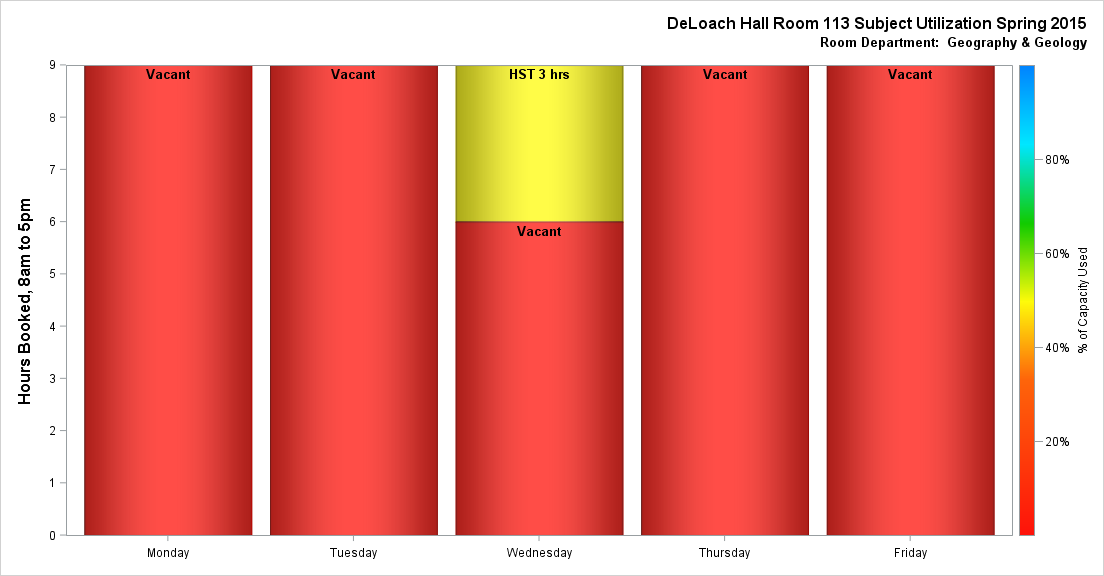 DeLoach Hall Room 113 Subject Utilization Spring 2015
Room Department:  Geography & Geology
Hours Booked, 8am to 5pm
9
8
7
6
5
4
3
2
1
0
Vacant
Vacant
HST 3 hrs
Vacant
Vacant
Vacant
Monday
Tuesday
Wednesday
Thursday
Friday
80%
60%
40%
20%
% of Capacity Used